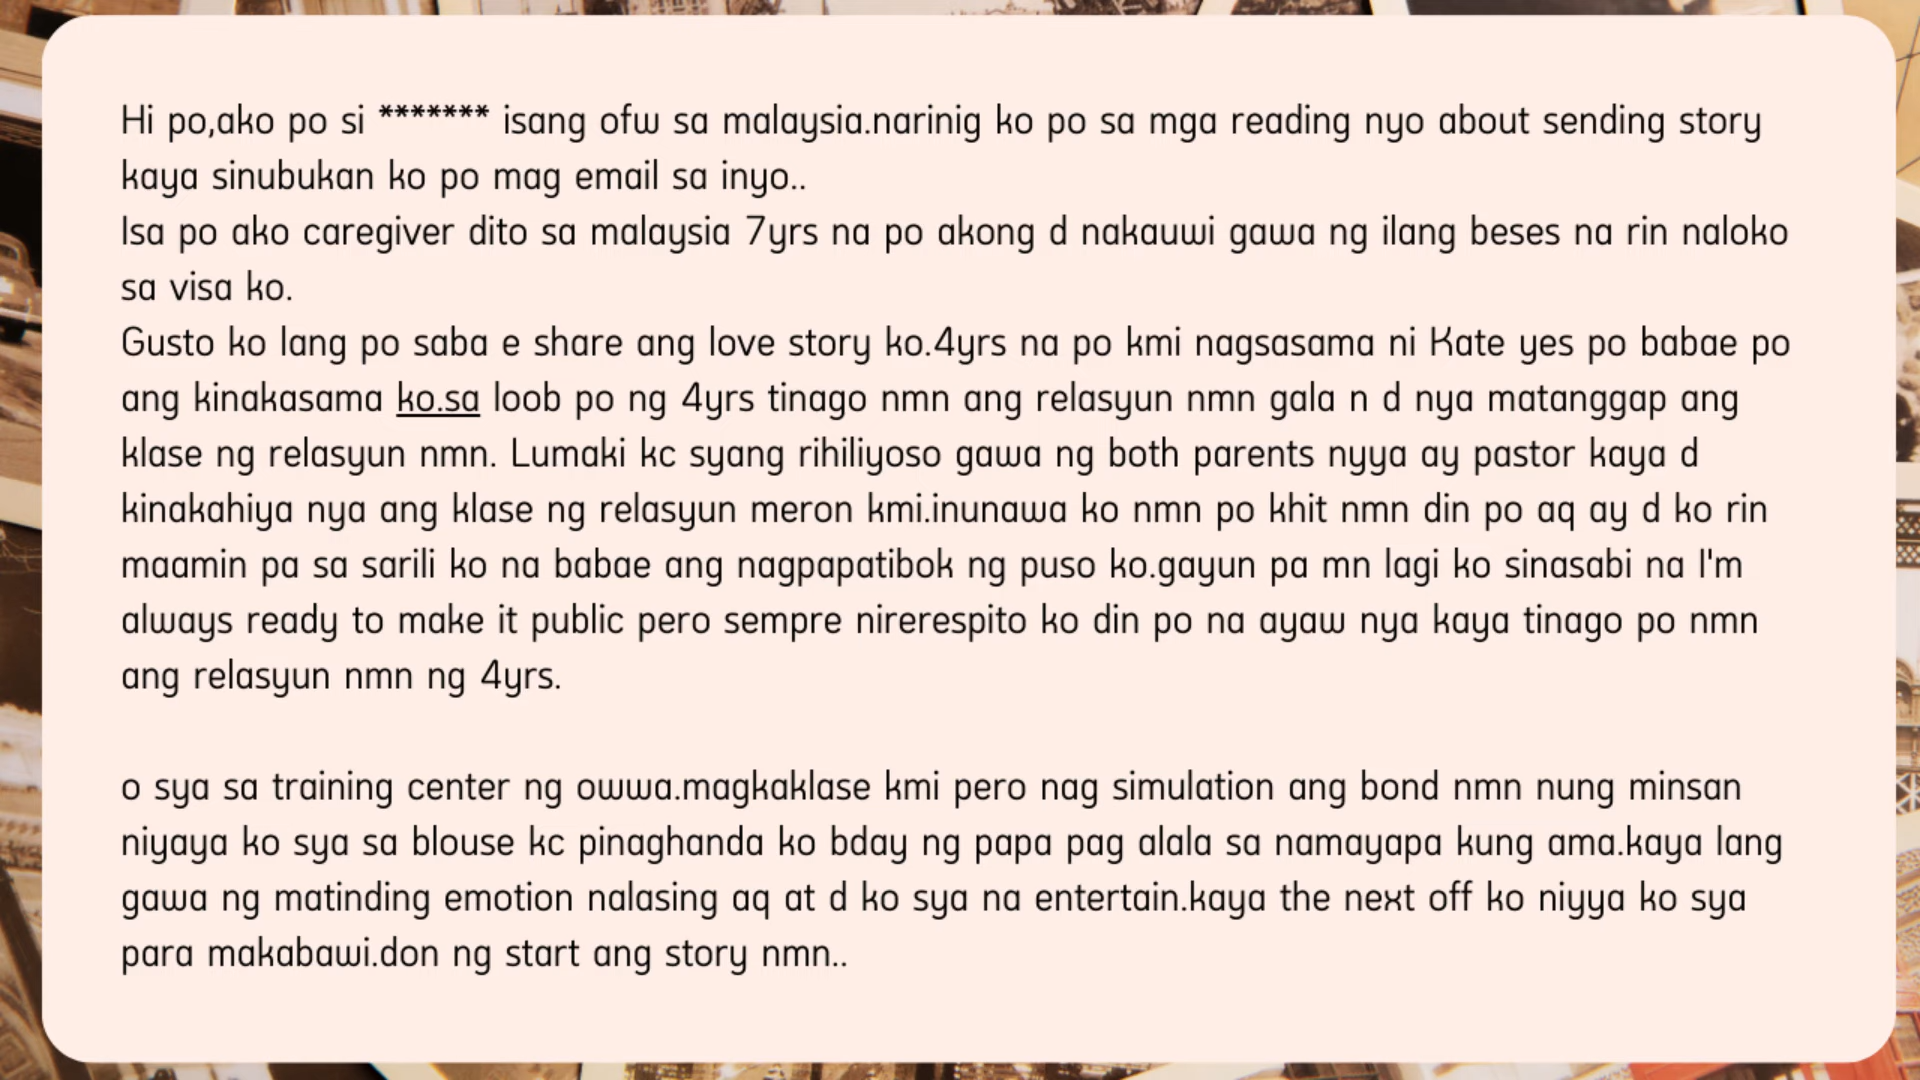 Hi po,ako po si ******* isang ofw sa malaysia.narinig ko po sa mga reading nyo about sending story
kaya sinubukan ko po mag email sa inyo..
Isa po ako caregiver dito sa malaysia 7yrs na po akong d nakauwi gawa ng ilang beses na rin naloko
sa visa ko.
Gusto ko lang po saba e share ang love story ko.4yrs na po kmi nagsasama ni Kate yes po babae po
ang kinakasama ko.sa loob po ng 4yrs tinago nmn ang relasyun nmn gala n d nya matanggap ang
klase ng relasyun nmn. Lumaki kc syang rihiliyoso gawa ng both parents nyya ay pastor kaya d
kinakahiya nya ang klase ng relasyun meron kmi.inunawa ko nmn po khit nmn din po aq ay d ko rin
maamin pa sa sarili ko na babae ang nagpapatibok ng puso ko.gayun pa mn lagi ko sinasabi na I'm
always ready to make it public pero sempre nirerespito ko din po na ayaw nya kaya tinago po nmn
ang relasyun nmn ng 4yrs.
o sya sa training center ng owwa.magkaklase kmi pero nag simulation ang bond nmn nung minsan
niyaya ko sya sa blouse kc pinaghanda ko bday ng papa pag alala sa namayapa kung ama.kaya lang
gawa ng matinding emotion nalasing aq at d ko sya na entertain.kaya the next off ko niyya ko sya
para makabawi.don ng start ang story nmn..